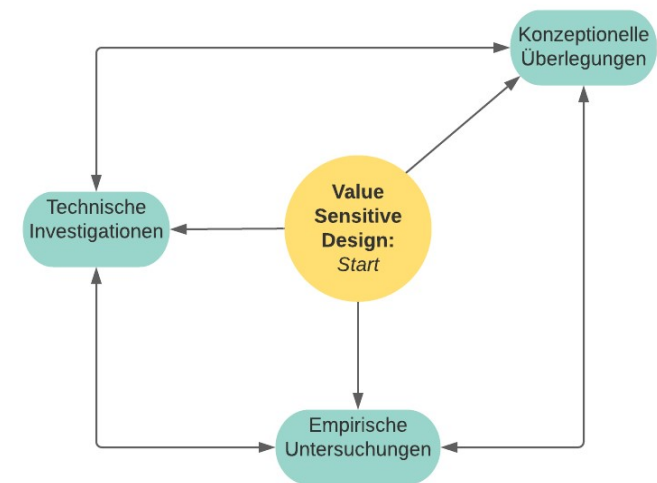 Konzeptionelle
Überlegungen
Technische
Investigationen
Value
Sensitive
Design:
Start
Empirische
Untersuchungen